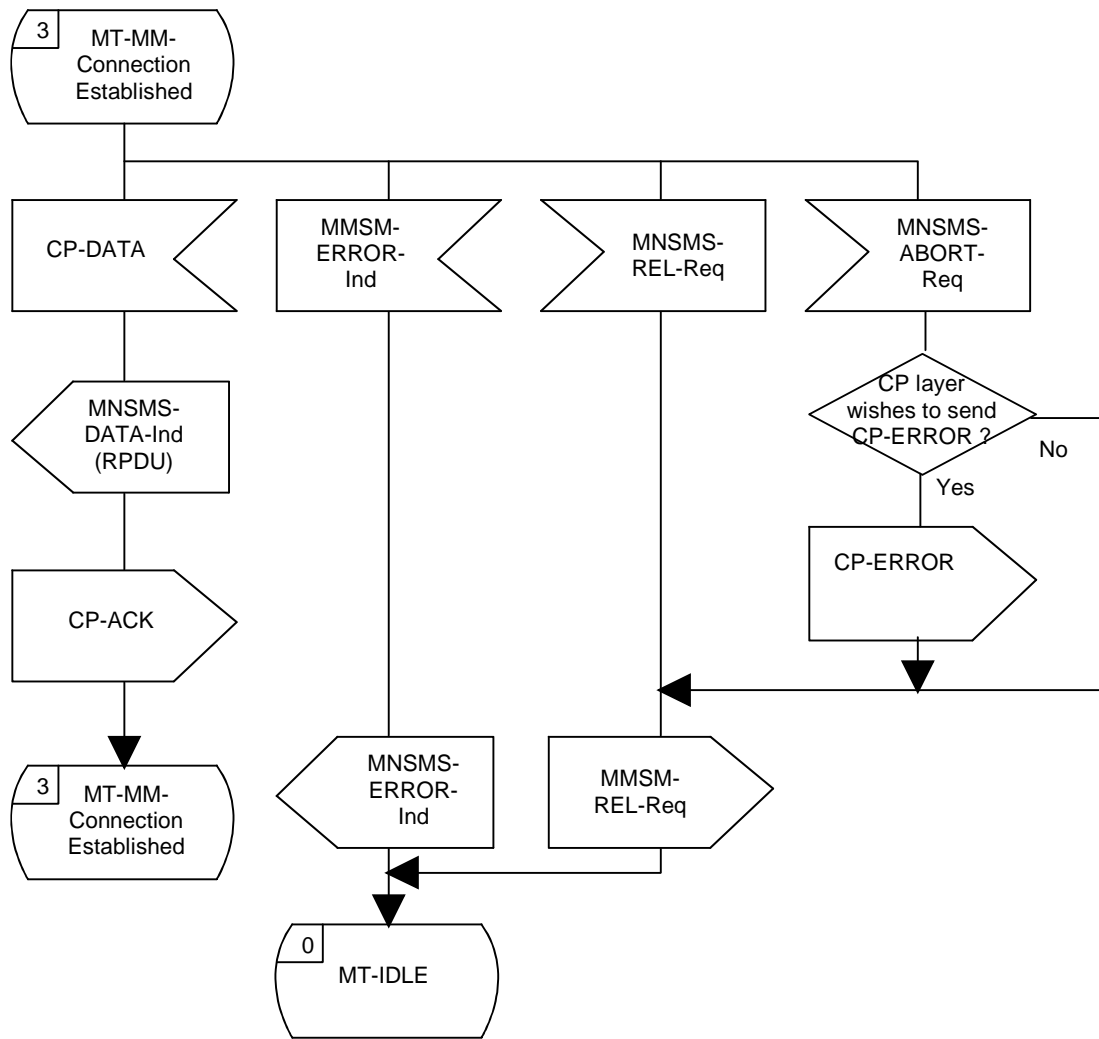 3
MT-MM-
Connection
Established
CP-DATA
MMSM-
ERROR-
Ind
MNSMS-
REL-Req
MNSMS-
ABORT-
Req
MNSMS-
DATA-Ind
(RPDU)
CP layer
wishes to send
CP-ERROR ?
No
Yes
CP-ACK
CP-ERROR
3
MT-MM-
Connection
Established
MNSMS-
ERROR-
Ind
MMSM-
REL-Req
0
MT-IDLE